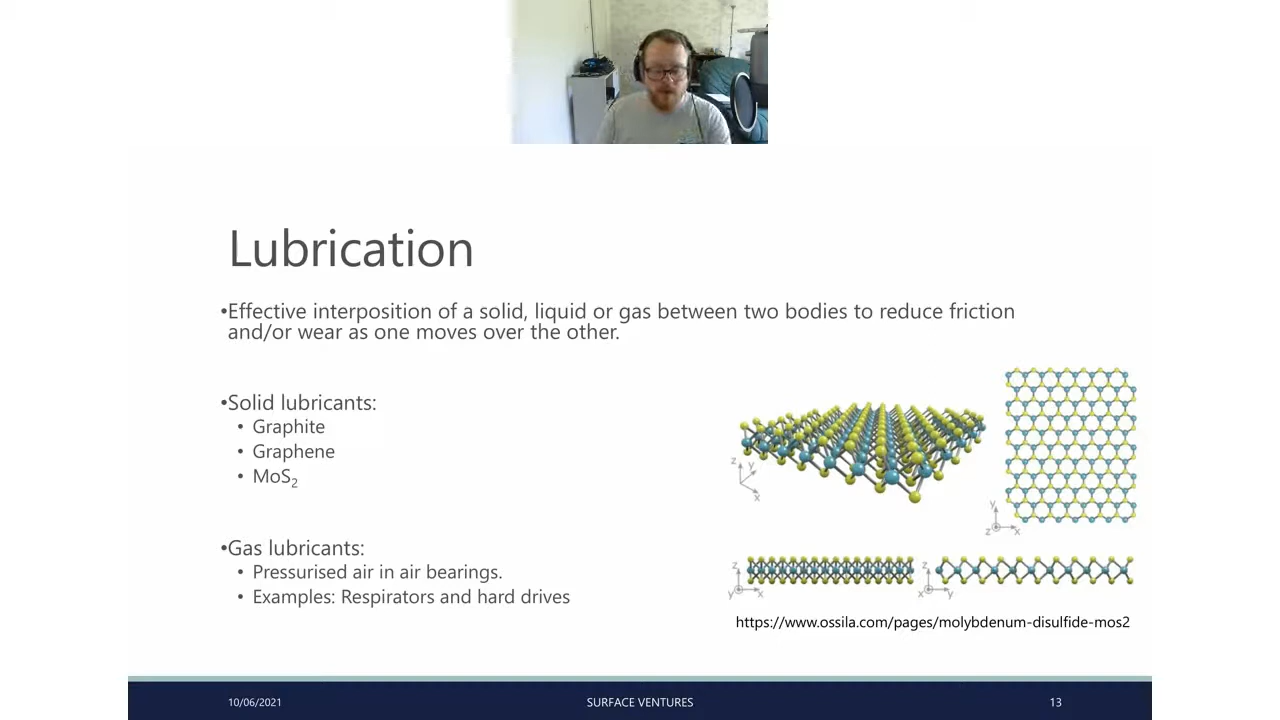 Lubrication
•Effective interposition of a solid, liquid or gas between two bodies to reduce friction
and/or wear as one moves over the other.
•Solid lubricants:
• Graphite
• Graphene
• MoS₂
•Gas lubricants:
• Pressurised air in air bearings.
• Examples: Respirators and hard drives
z y x
y z x
z y x
z x y
https://www.ossila.com/pages/molybdenum-disulfide-mos2
10/06/2021 SURFACE VENTURES 13